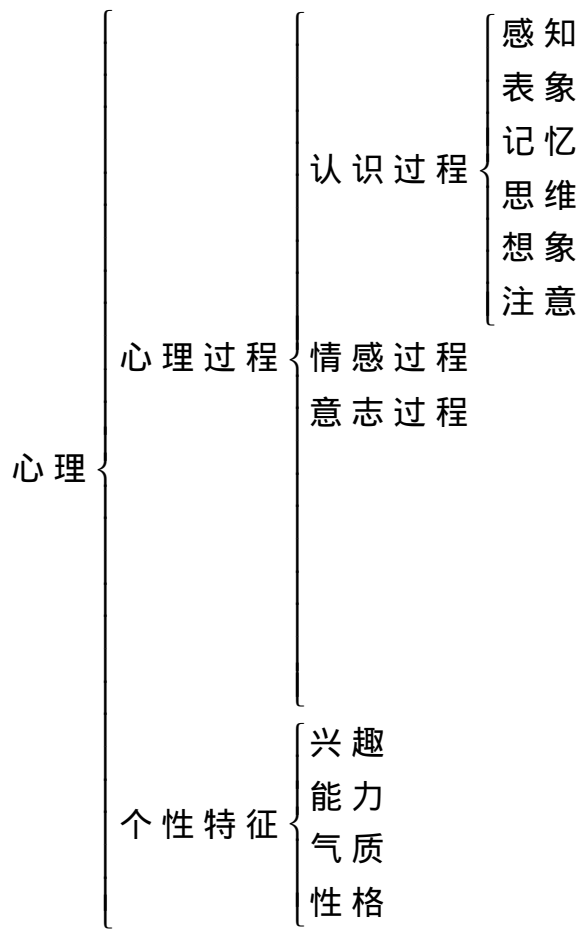 感知
表象
记忆
认识过程
思维
想象
注意
心理过程
情感过程
意志过程
心理
兴趣
能力
个性特征
气质
性格